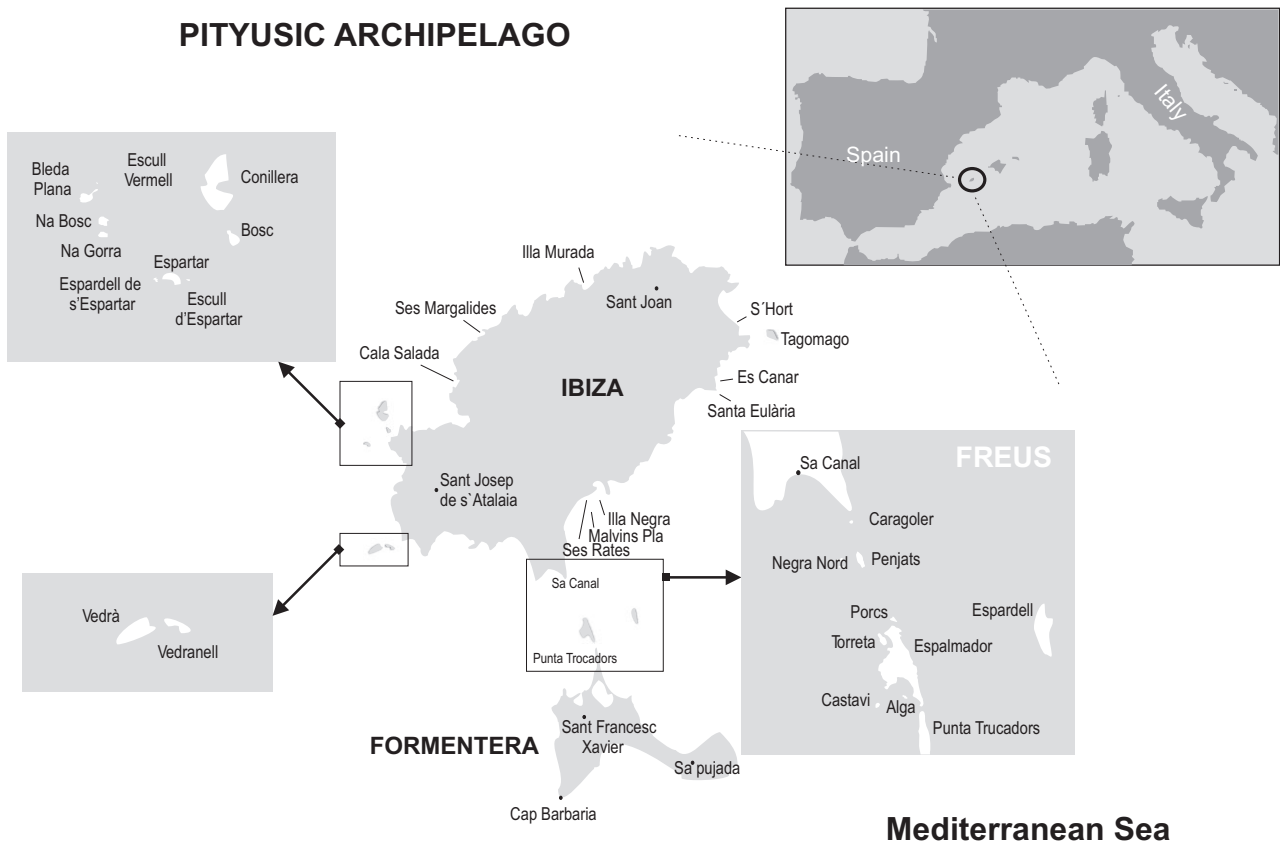 PITYUSIC ARCHIPELAGO
Spain
Italy
Bleda
Plana
Escull
Vermell
Conillera
Na Bosc
Bosc
Na Gorra
Espartar
Espardell de
s'Espartar
Escull
d'Espartar
Illa Murada
Sant Joan
Ses Margalides
S´Hort
Tagomago
Cala Salada
Es Canar
IBIZA
Santa Eulària
Sant Josep
de s`Atalaia
Illa Negra
Malvins Pla
Ses Rates
Sa Canal
Punta Trocadors
Vedrà
Vedranell
FREUS
Sa Canal
Caragoler
Negra Nord
Penjats
Porcs
Espardell
Torreta
Espalmador
Castavi
Alga
Punta Trucadors
FORMENTERA
Sant Francesc
Xavier
Sa pujada
Cap Barbaria
Mediterranean Sea